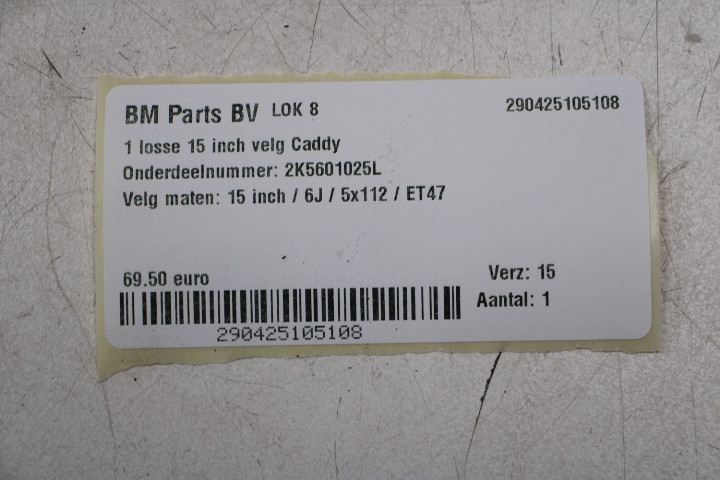 BM Parts BV LOK 8 290425105108
1 losse 15 inch velg Caddy
Onderdeelnummer: 2K5601025L
Velg maten: 15 inch / 6J / 5x112 / ET47
69.50 euro Verz: 15
Aantal: 1
290425105108